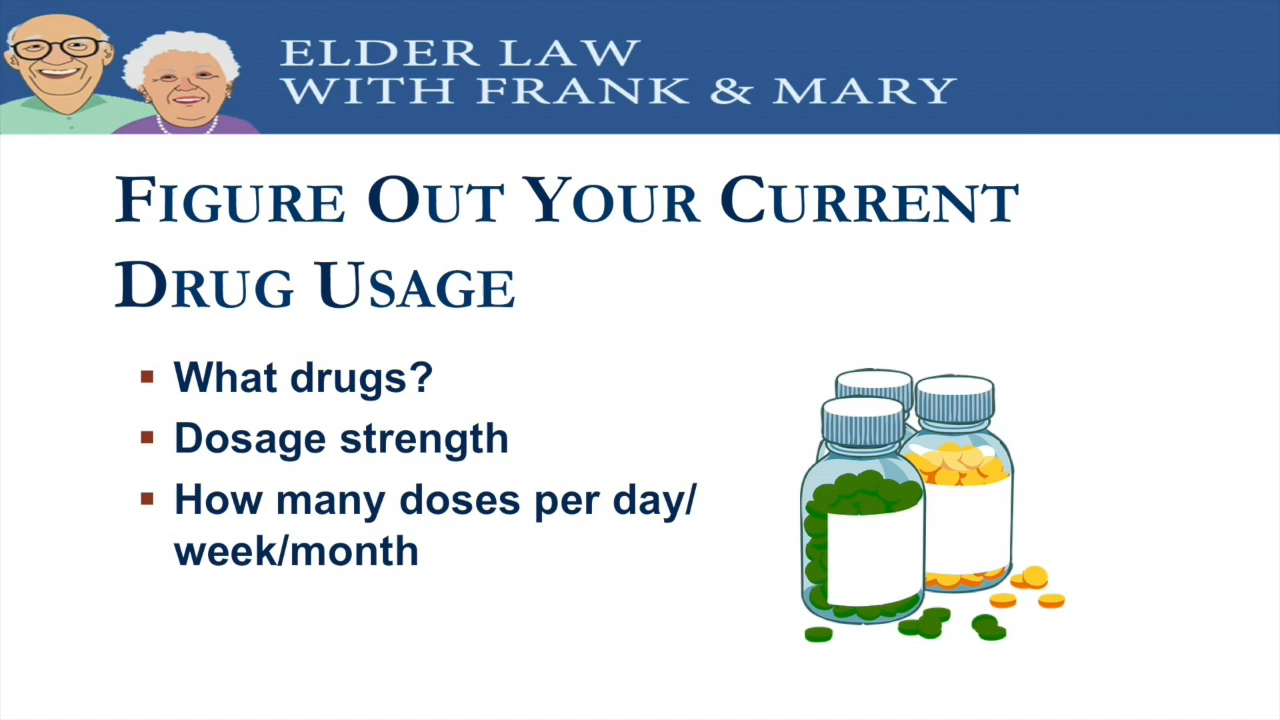 ELDER LAW
WITH FRANK & MARY
FIGURE OUT YOUR CURRENT
DRUG USAGE
What drugs?
Dosage strength
How many doses per day/
week/month